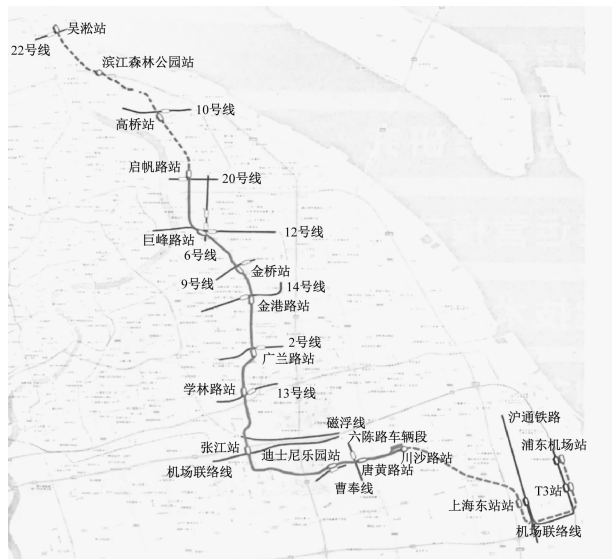 吴淞站
22号线
滨江森林公园站
10号线
高桥站
启帆路站
20号线
巨峰路站
12号线
6号线
金桥站
9号线
14号线
金港路站
2号线
广兰路站
学林路站
13号线
磁浮线
沪通铁路
六陈路车辆段
张江站
迪士尼乐园站
川沙路站
浦东机场站
机场联络线
唐黄路站
曹奉线
T3站
上海东站站
机场联络线